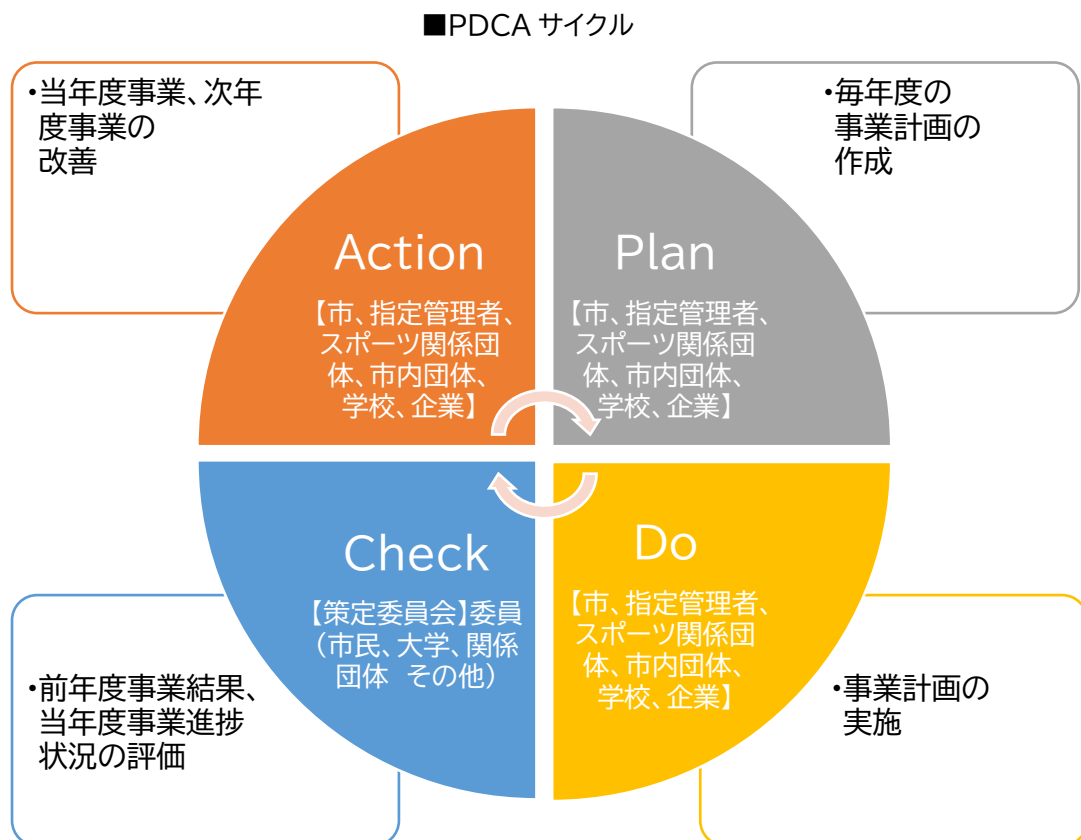 ■PDCA サイクル
・当年度事業、次年
度事業の
改善
・毎年度の
事業計画の
作成
Action
【市、指定管理者、
スポーツ関係団
体、市内団体、
学校、企業】
Plan
【市、指定管理者、
スポーツ関係団
体、市内団体、
学校、企業】
Check
【策定委員会】委員
（市民、大学、関係
団体　その他）
Do
【市、指定管理者、
スポーツ関係団
体、市内団体、
学校、企業】
・前年度事業結果、
当年度事業進捗
状況の評価
・事業計画の
実施